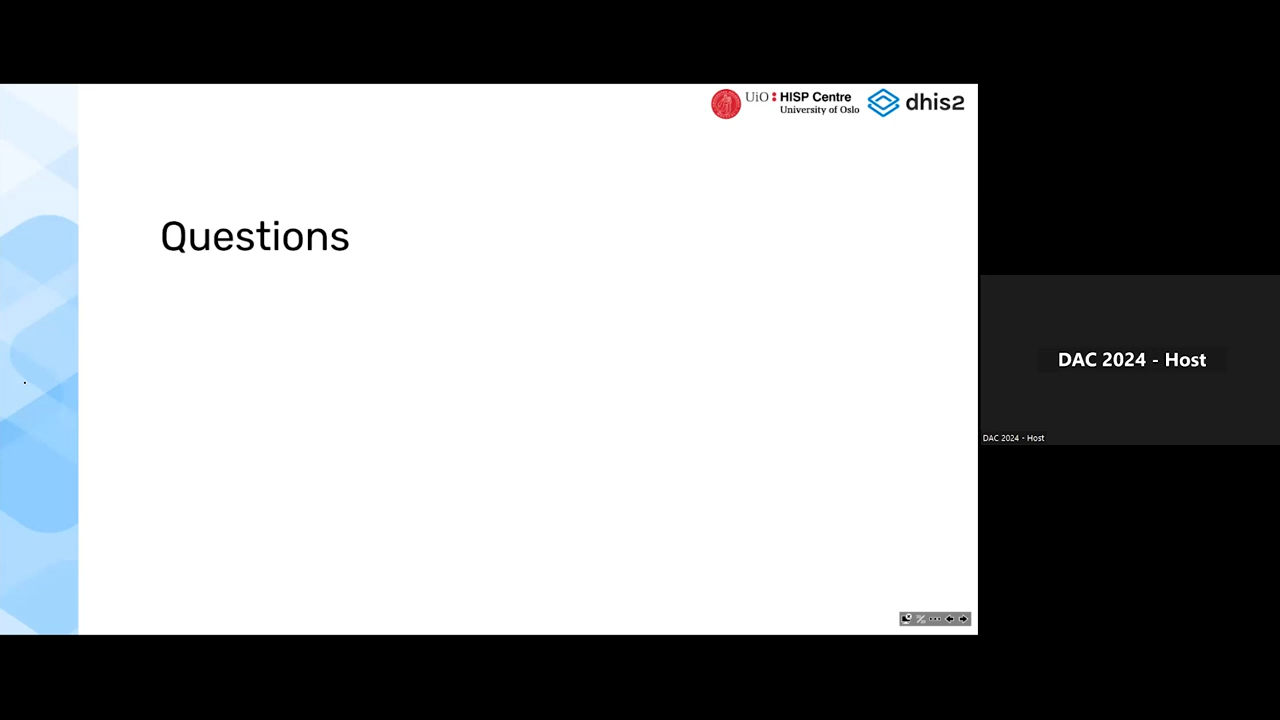 UiO : HISP Centre
University of Oslo
dhis2
Questions
DAC 2024 - Host
DAC 2024 - Host